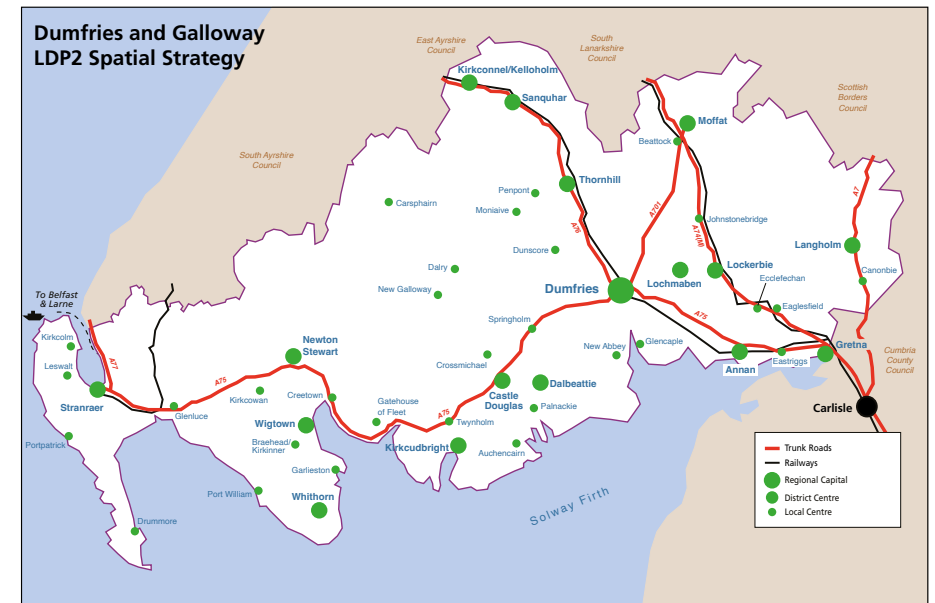 Dumfries and Galloway
LDP2 Spatial Strategy
East Ayrshire
Council
South
Lanarkshire
Council
Scottish
Borders
Council
South Ayrshire
Council
Kirkconnel/Kelloholm
Sanquhar
Moffat
Beattock
Thornhill
Penpont
Moniaive
Carsphairn
A76
A701
A74(M)
A7
Johnstonebridge
Langholm
Canonbie
Dunscore
Dalry
New Galloway
Lochmaben
Lockerbie
Ecclefechan
Eaglesfield
Dumfries
To Belfast
& Larne
Kirkcolm
Leswalt
A77
Stranraer
Portpatrick
Drummore
Glenluce
A75
Newton
Stewart
Kirkcowan
Creetown
Wigtown
Braehead/
Kirkinner
Garlieston
Port William
Whithorn
Gatehouse
of Fleet
A75
Twynholm
Kirkcudbright
Springholm
Crossmichael
Castle
Douglas
Dalbeattie
Palnackie
Auchencairn
New Abbey
Glencaple
A75
Annan
Eastriggs
Gretna
Cumbria
County
Council
Carlisle
Solway Firth
Trunk Roads
Railways
Regional Capital
District Centre
Local Centre